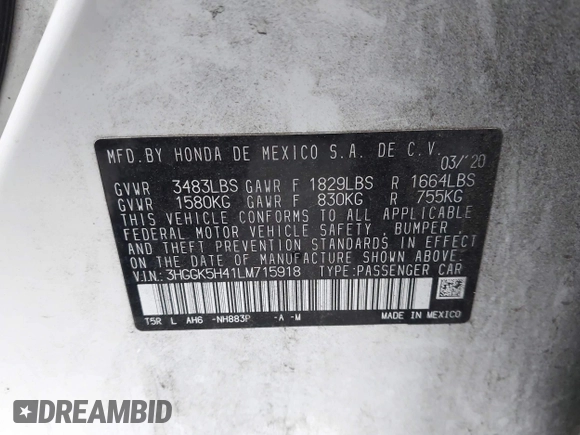 MFD. BY HONDA DE MEXICO S.A. DE C.V. 03/'20
GVWR 3483LBS GAWR F 1829LBS R 1664LBS
GVWR 1580KG GAWR F 830KG R 755KG
THIS VEHICLE CONFORMS TO ALL APPLICABLE
FEDERAL MOTOR VEHICLE SAFETY, BUMPER,
AND THEFT PREVENTION STANDARDS IN EFFECT
ON THE DATE OF MANUFACTURE SHOWN ABOVE.
V.I.N.: 3HGGK5H41LM715918 TYPE: PASSENGER CAR
T5R L AH6 -NH883P -A -M MADE IN MEXICO
DREAMBID